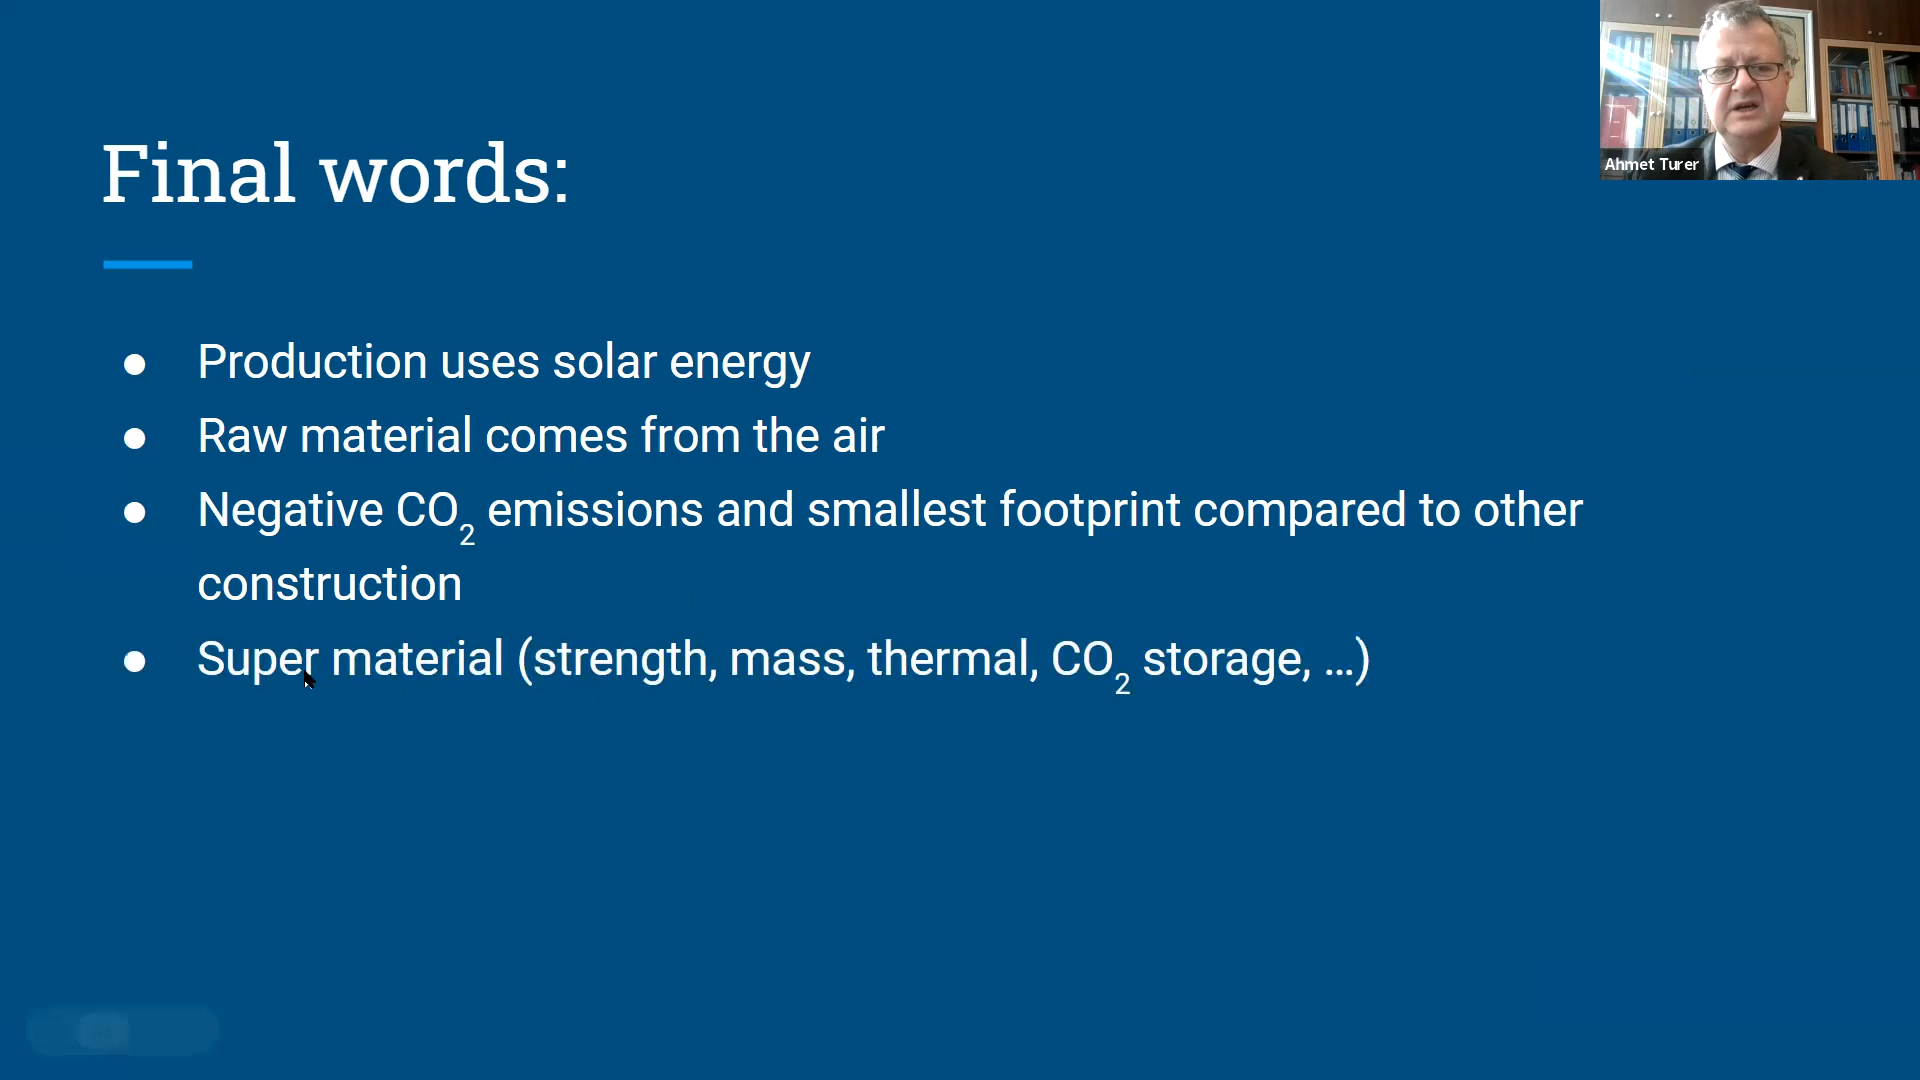 Final words:
● Production uses solar energy
● Raw material comes from the air
● Negative CO₂ emissions and smallest footprint compared to other
construction
● Super material (strength, mass, thermal, CO₂ storage, ...)
Ahmet Turer